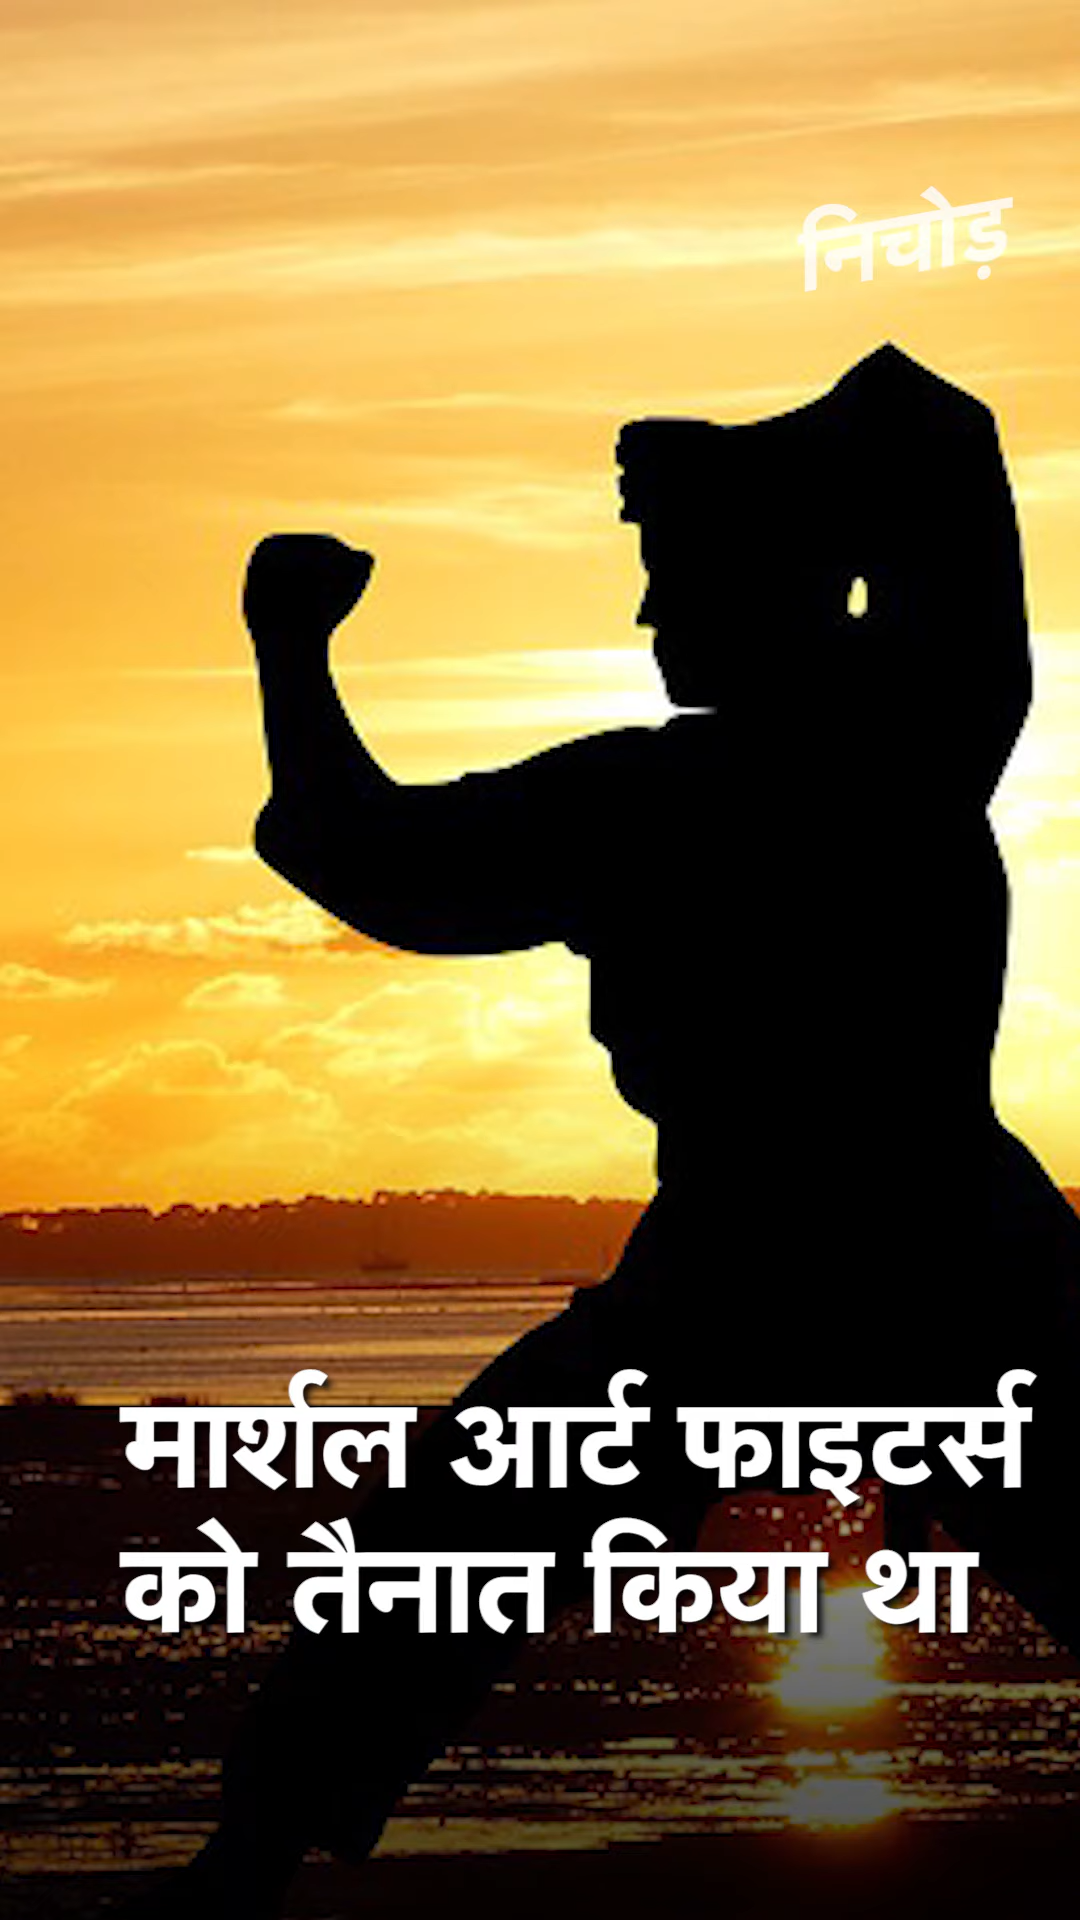 निचोड़
मार्शल आर्ट फाइटर्स
को तैनात किया था